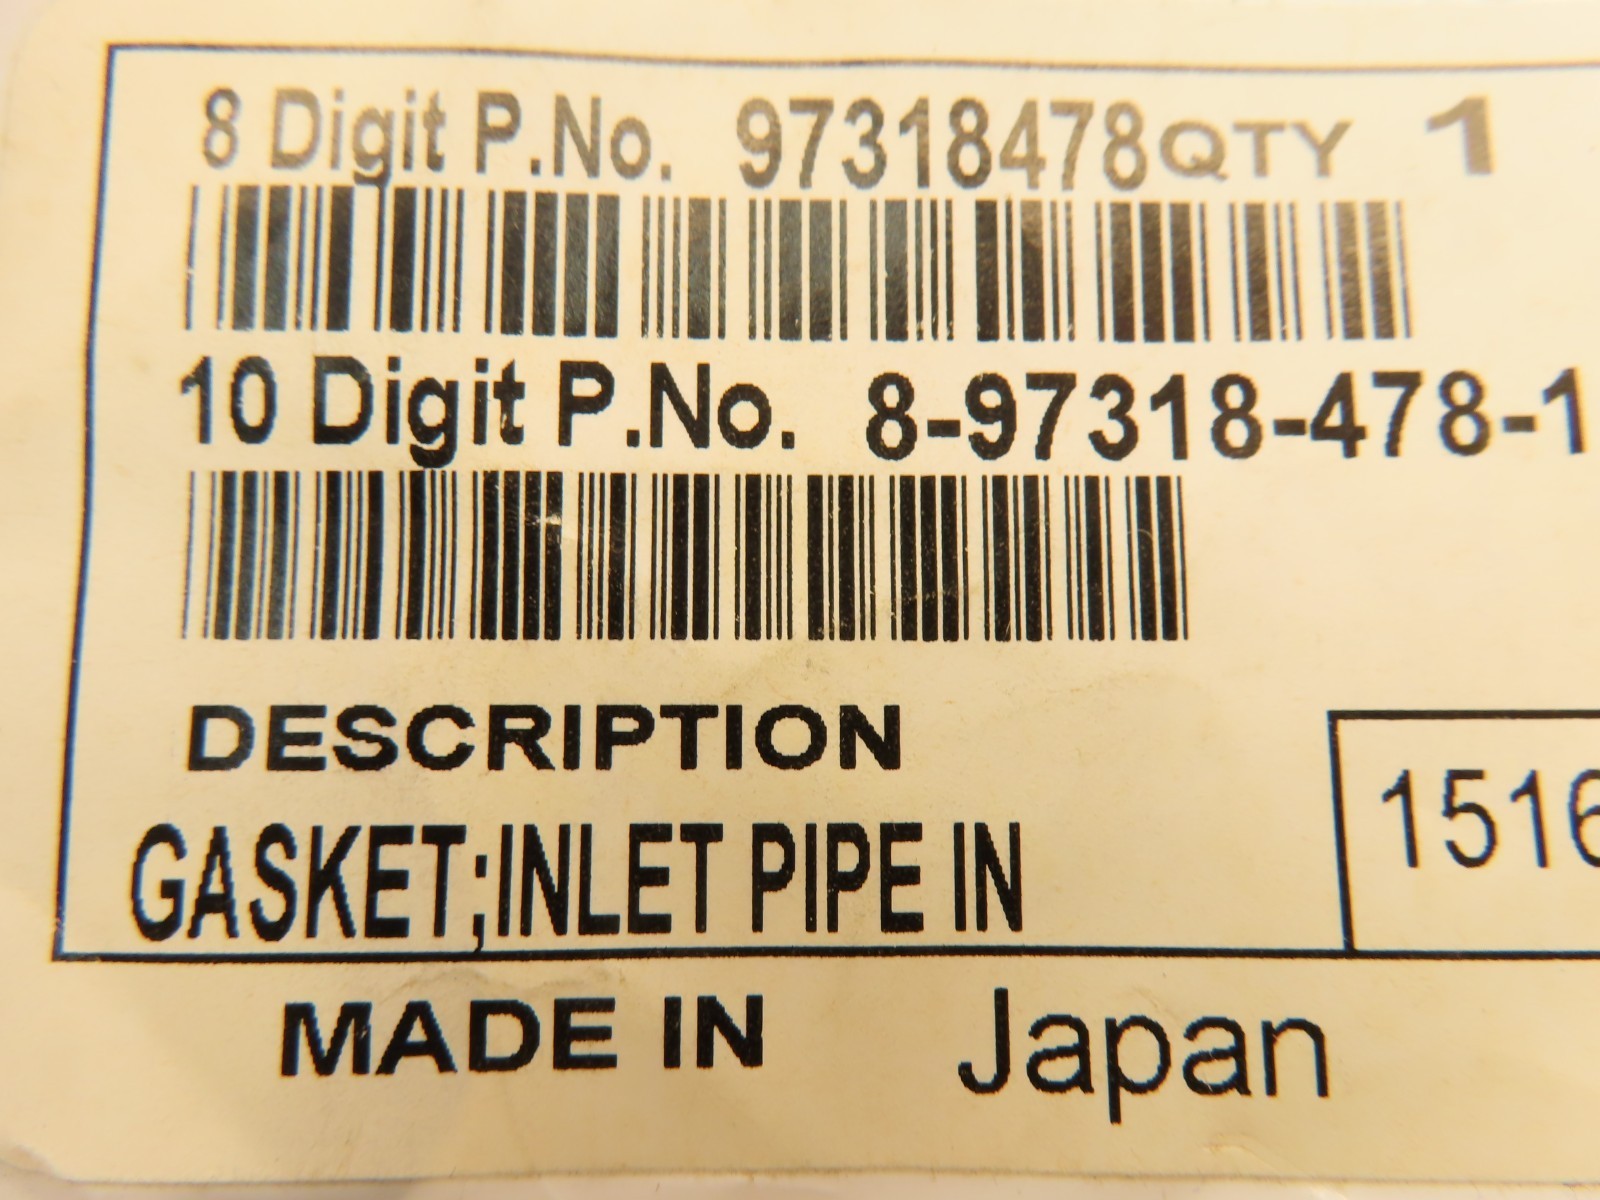 8 Digit P.No. 97318478 QTY 1
10 Digit P.No. 8-97318-478-1
DESCRIPTION
GASKET;INLET PIPE IN
1516
MADE IN Japan